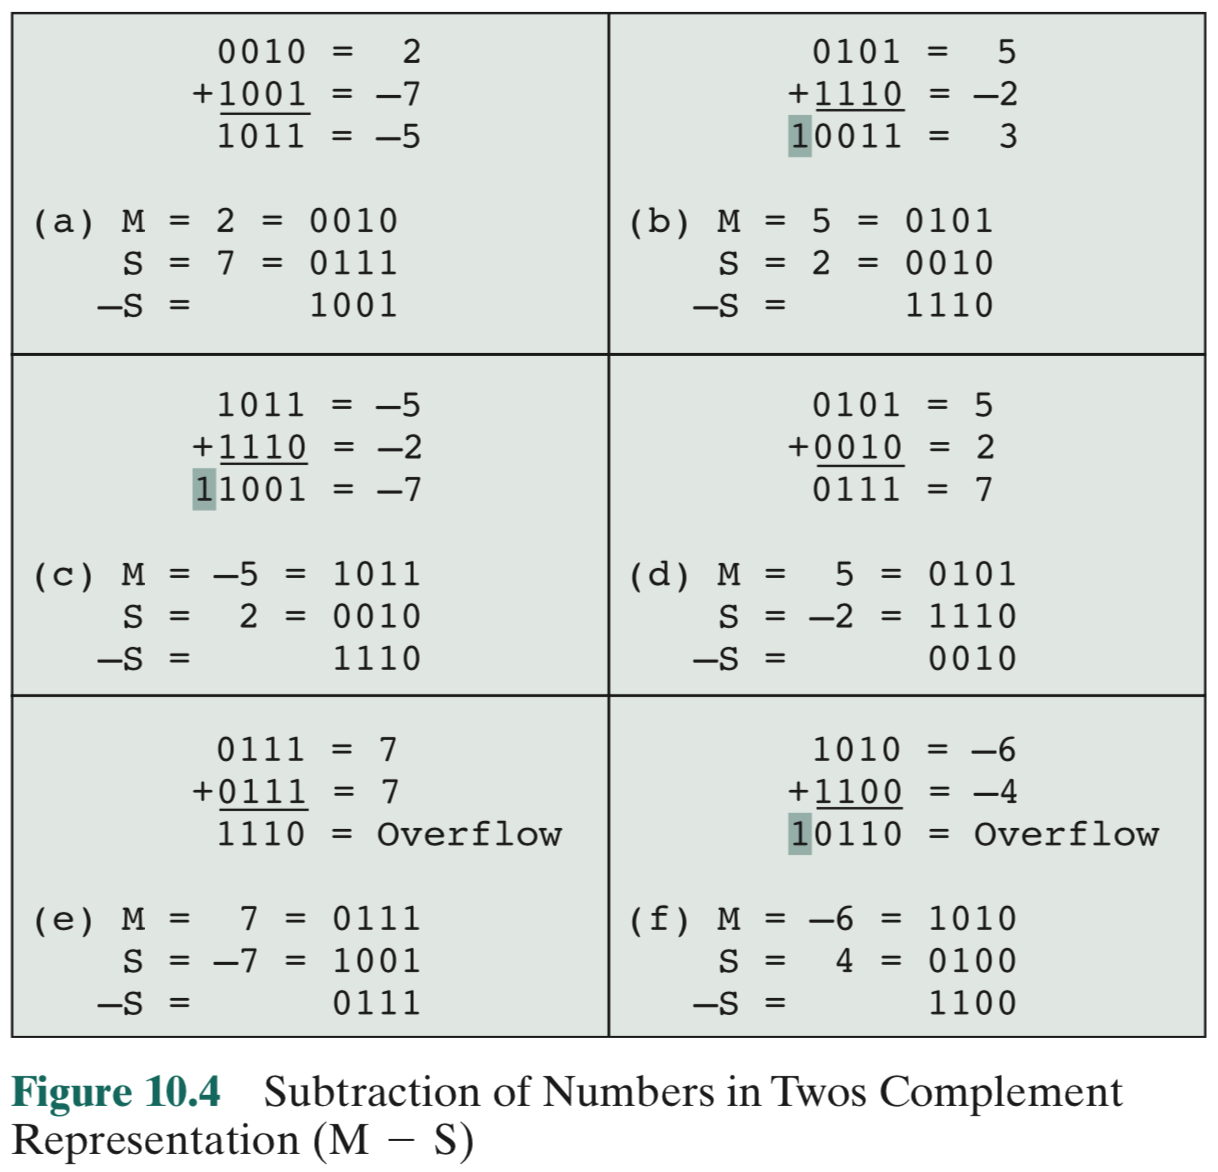 0010 = 2
+1001 = –7
1011 = –5
(a) M = 2 = 0010
S = 7 = 0111
–S = 1001
0101 = 5
+1110 = –2
10011 = 3
(b) M = 5 = 0101
S = 2 = 0010
–S = 1110
1011 = –5
+1110 = –2
11001 = –7
(c) M = –5 = 1011
S = 2 = 0010
–S = 1110
0101 = 5
+0010 = 2
0111 = 7
(d) M = 5 = 0101
S = –2 = 1110
–S = 0010
0111 = 7
+0111 = 7
1110 = Overflow
(e) M = 7 = 0111
S = –7 = 1001
–S = 0111
1010 = –6
+1100 = –4
10110 = Overflow
(f) M = –6 = 1010
S = 4 = 0100
–S = 1100
Figure 10.4 Subtraction of Numbers in Twos Complement
Representation (M – S)